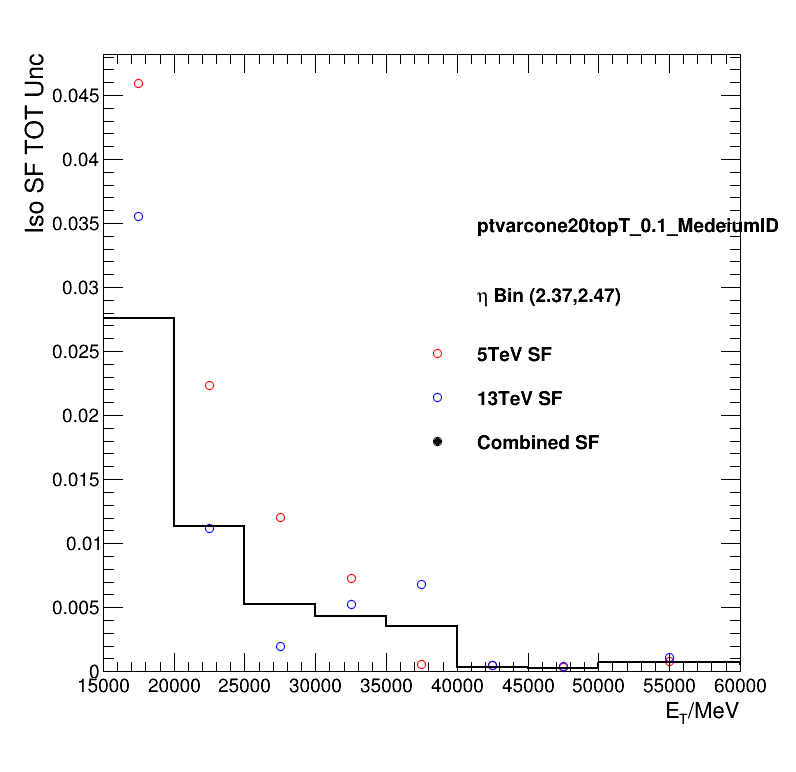 Iso SF TOT Unc
0.045
0.04
0.035
0.03
0.025
0.02
0.015
0.01
0.005
0
ptvarcone20topT_0.1_MedeiumID
η Bin (2.37,2.47)
5TeV SF
13TeV SF
Combined SF
15000 20000 25000 30000 35000 40000 45000 50000 55000 60000
E_T/MeV